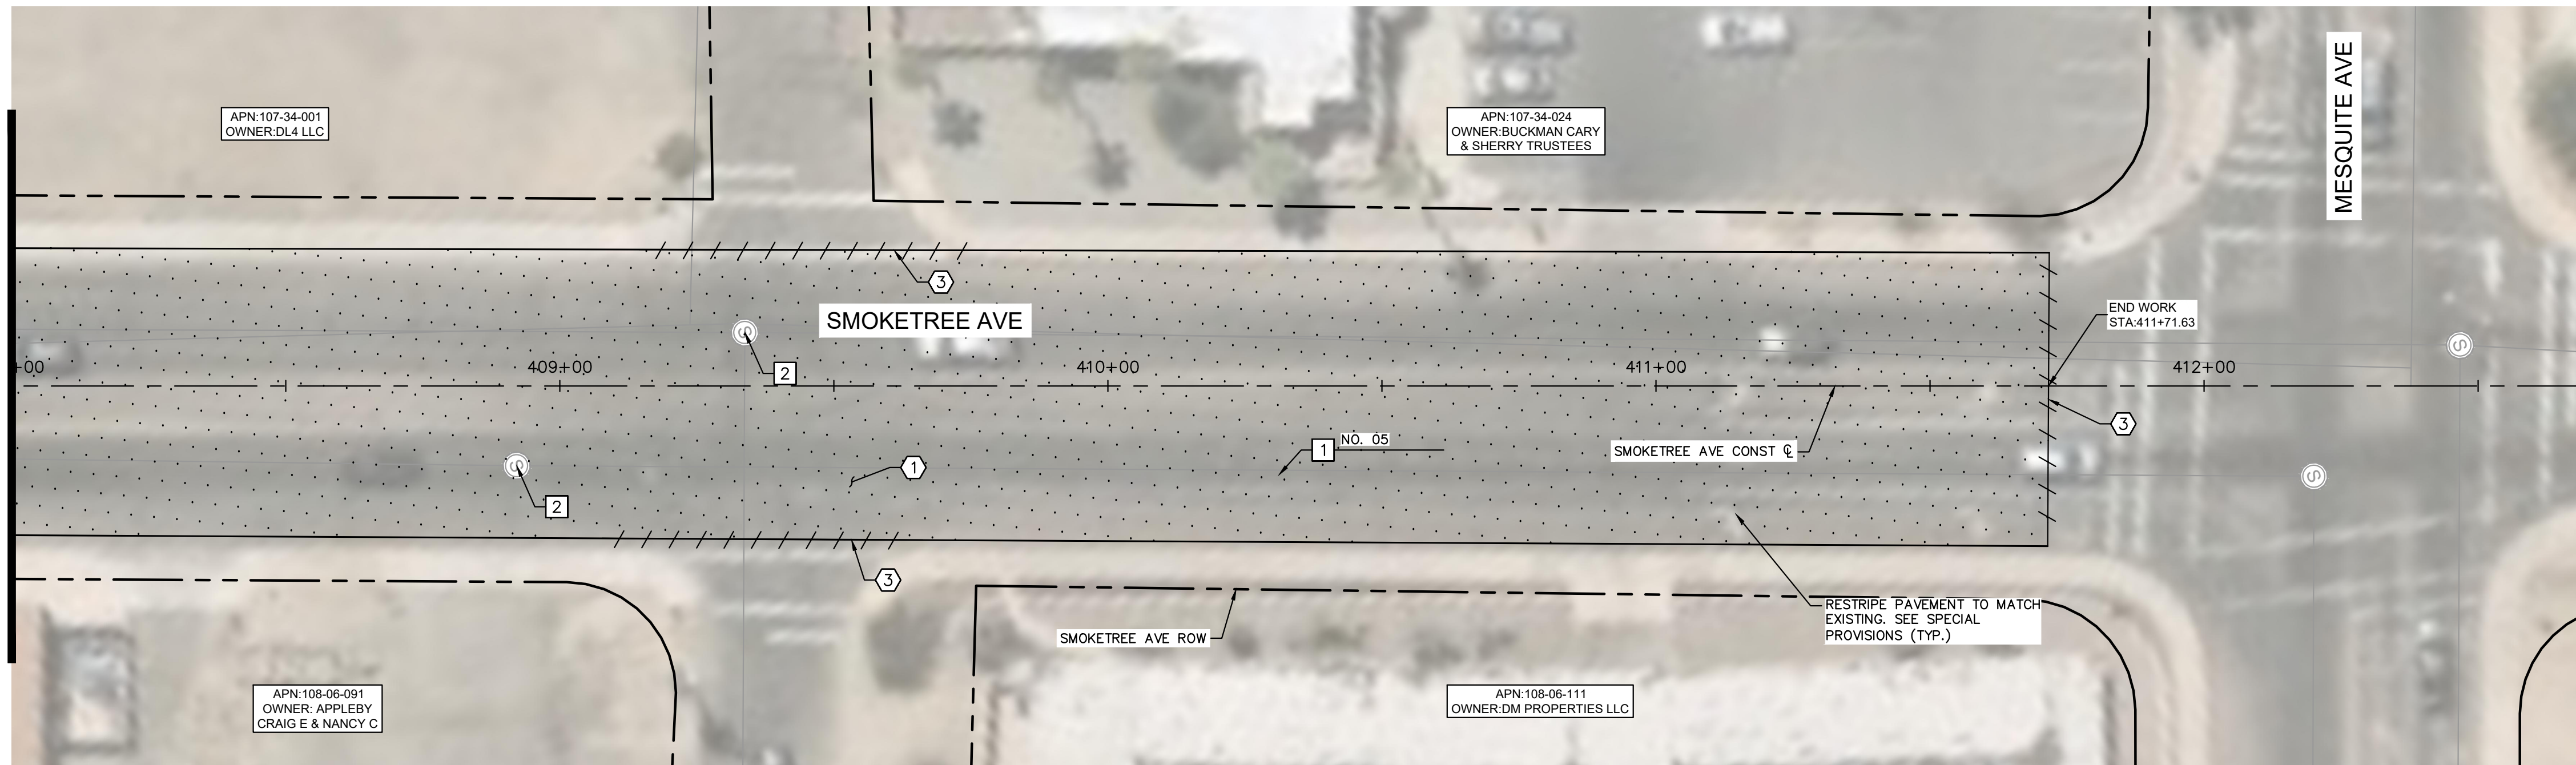 APN:107-34-001
OWNER:DL4 LLC
APN:107-34-024
OWNER:BUCKMAN CARY
& SHERRY TRUSTEES
MESQUITE AVE
3
SMOKETREE AVE
END WORK
STA:411+71.63
S
S
2
+00
409+00
410+00
411+00
412+00
3
NO. 05
1
SMOKETREE AVE CONST ℄
S
1
S
2
3
RESTRIPE PAVEMENT TO MATCH
EXISTING. SEE SPECIAL
PROVISIONS (TYP.)
SMOKETREE AVE ROW
APN:108-06-091
OWNER: APPLEBY
CRAIG E & NANCY C
APN:108-06-111
OWNER:DM PROPERTIES LLC